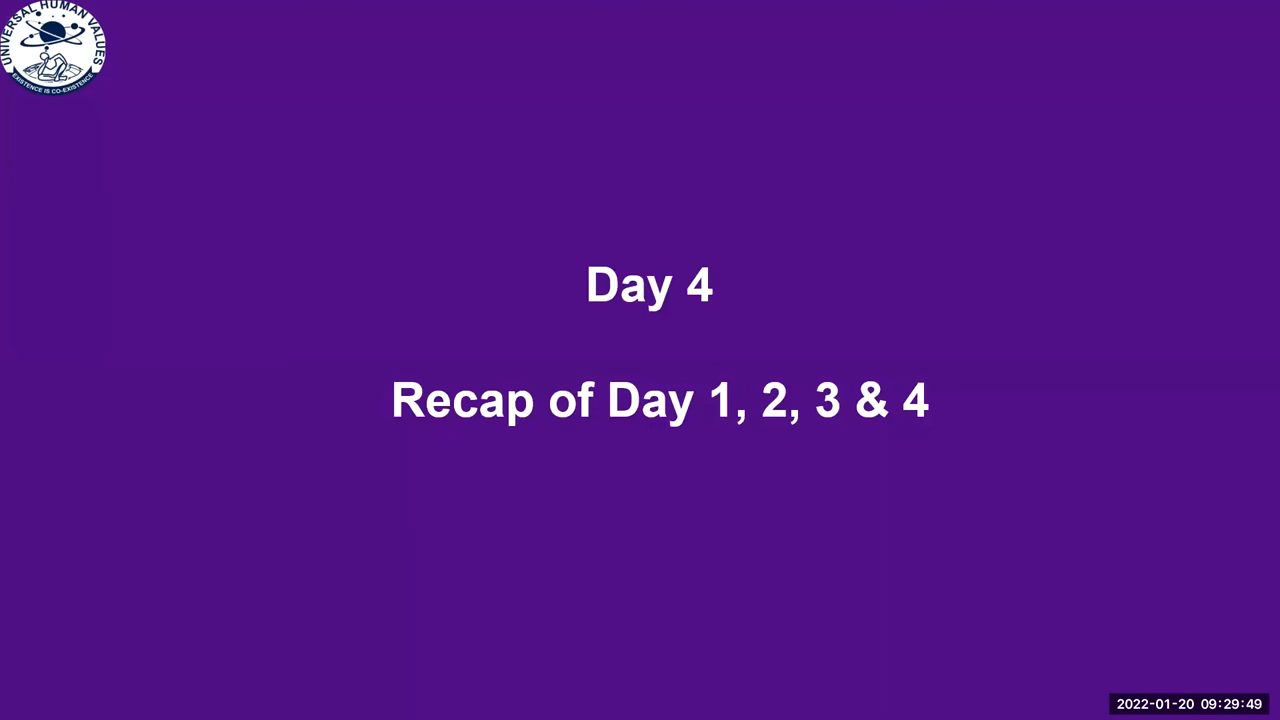 UNIVERSAL HUMAN VALUES
EXISTENCE IS CO-EXISTENCE
Day 4
Recap of Day 1, 2, 3 & 4
2022-01-20 09:29:49